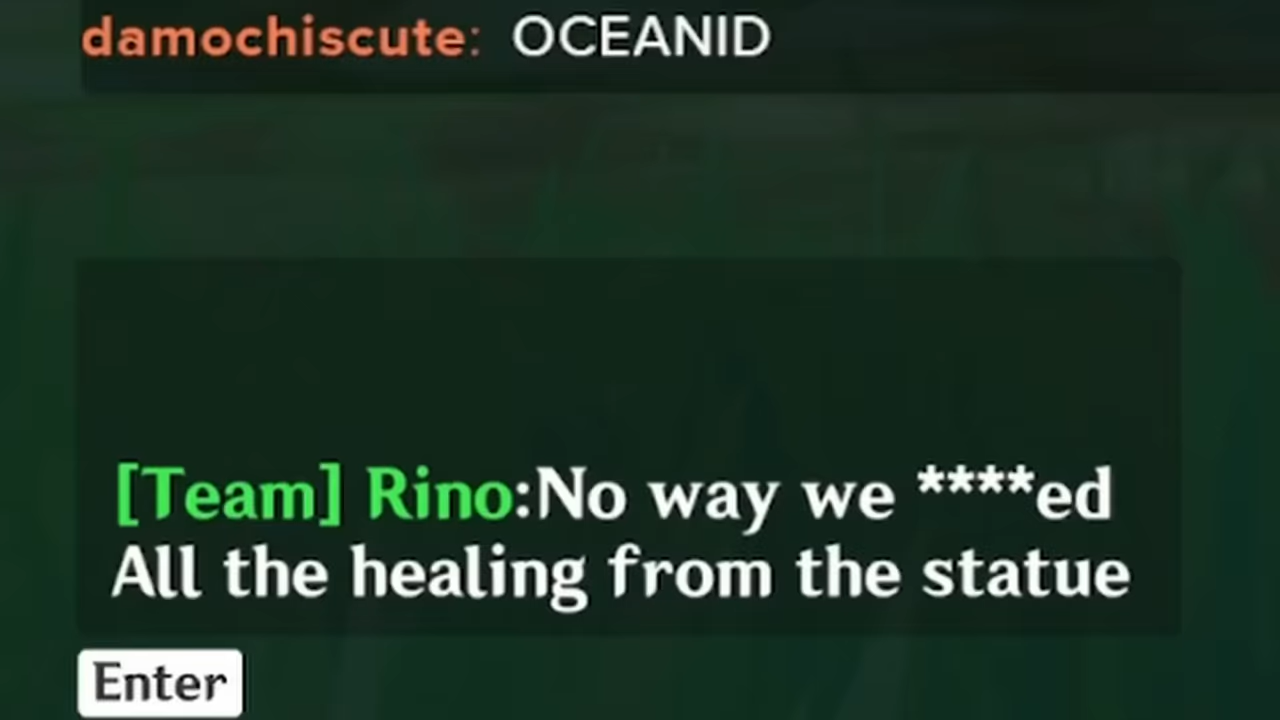 damochiscute: OCEANID
[Team] Rino:No way we ****ed
All the healing from the statue
Enter